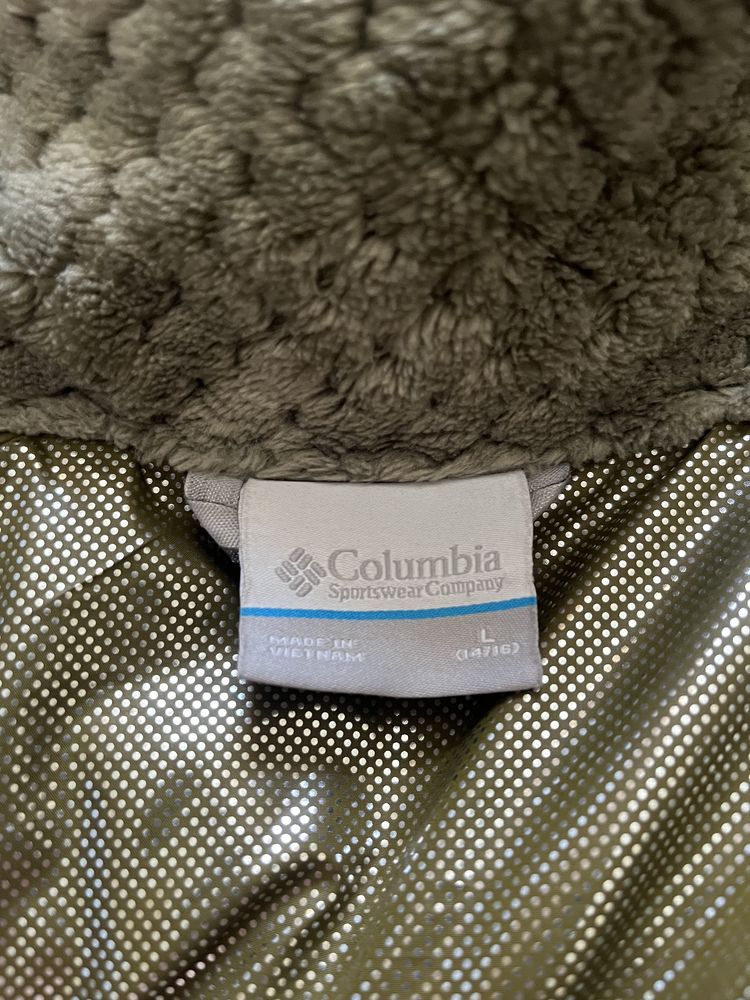 Columbia
Sportswear Company
MADE IN
VIETNAM
L
(14/16)